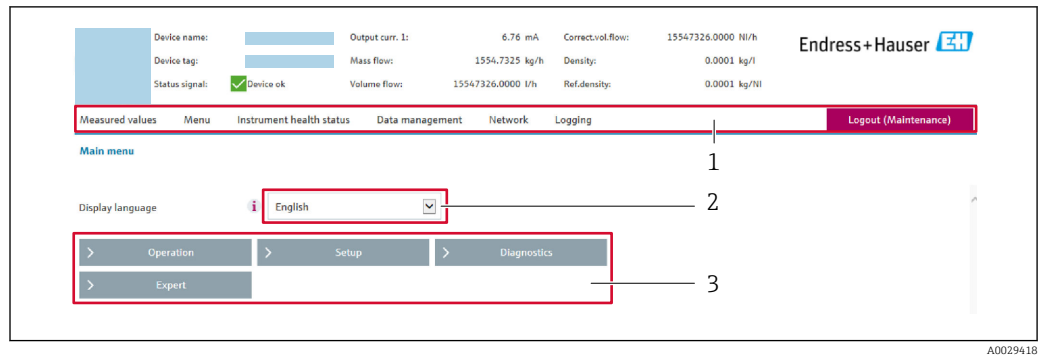 Device name: Output curr. 1: 6.76 mA Correct.vol.flow: 15547326.0000 Nl/h
Endress+Hauser EH
Device tag: Mass flow: 1554.7325 kg/h Density: 0.0001 kg/l
Status signal: Device ok Volume flow: 15547326.0000 l/h Ref.density: 0.0001 kg/Nl
Measured values Menu Instrument health status Data management Network Logging Logout (Maintenance)
1
Main menu
Display language i English 2
> Operation > Setup > Diagnostics
> Expert 3
A0029418